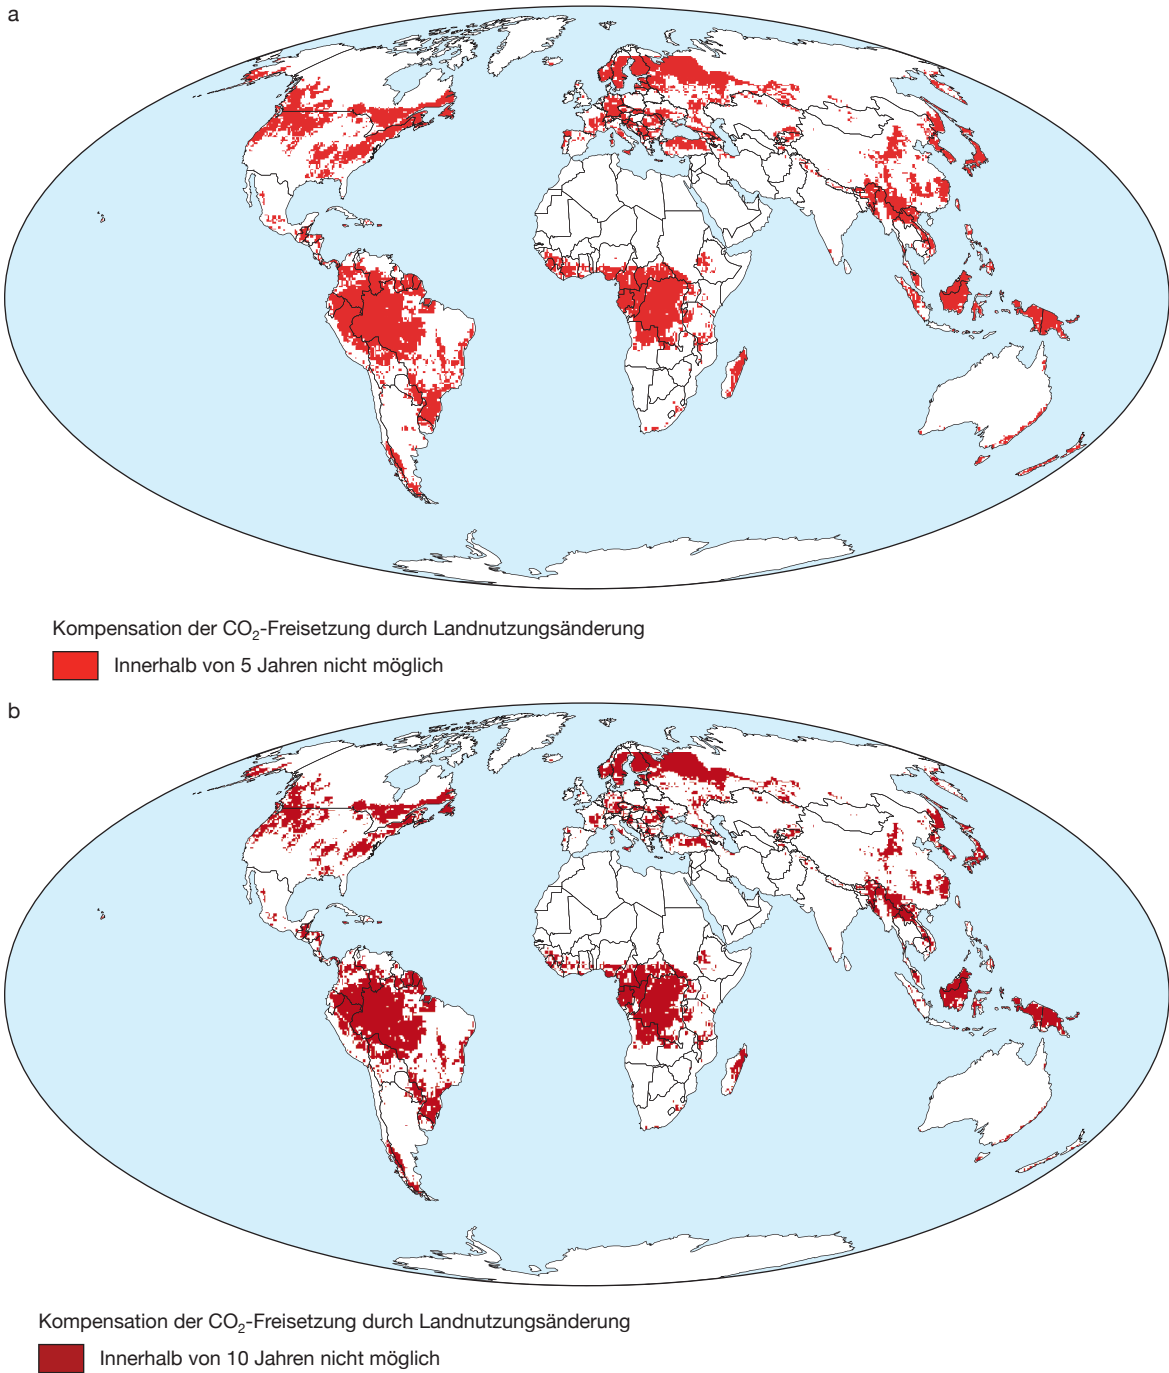 a
Kompensation der CO₂-Freisetzung durch Landnutzungsänderung
Innerhalb von 5 Jahren nicht möglich
b
Kompensation der CO₂-Freisetzung durch Landnutzungsänderung
Innerhalb von 10 Jahren nicht möglich